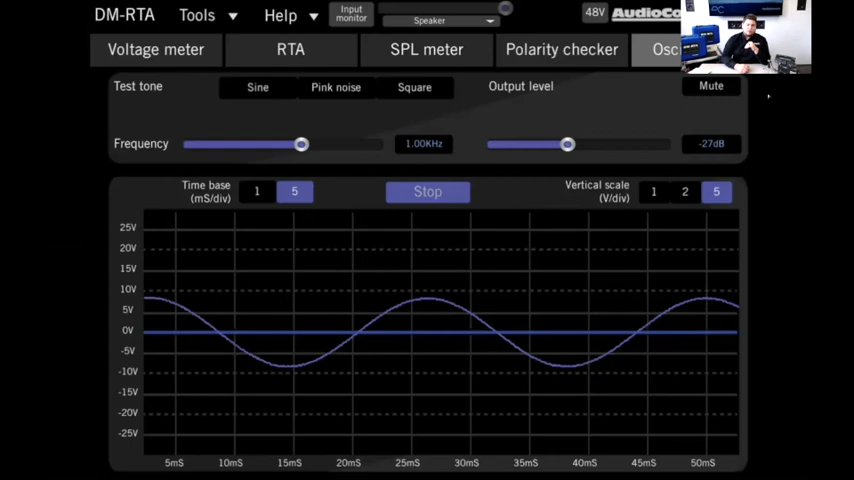 DM-RTA Tools Help Input monitor Speaker 48V AudioCo
Voltage meter RTA SPL meter Polarity checker Osc
Test tone Sine Pink noise Square Output level Mute
Frequency 1.00KHz -27dB
Time base (mS/div) 1 5 Stop Vertical scale (V/div) 1 2 5
25V
20V
15V
10V
5V
0V
-5V
-10V
-15V
-20V
-25V
5mS 10mS 15mS 20mS 25mS 30mS 35mS 40mS 45mS 50mS